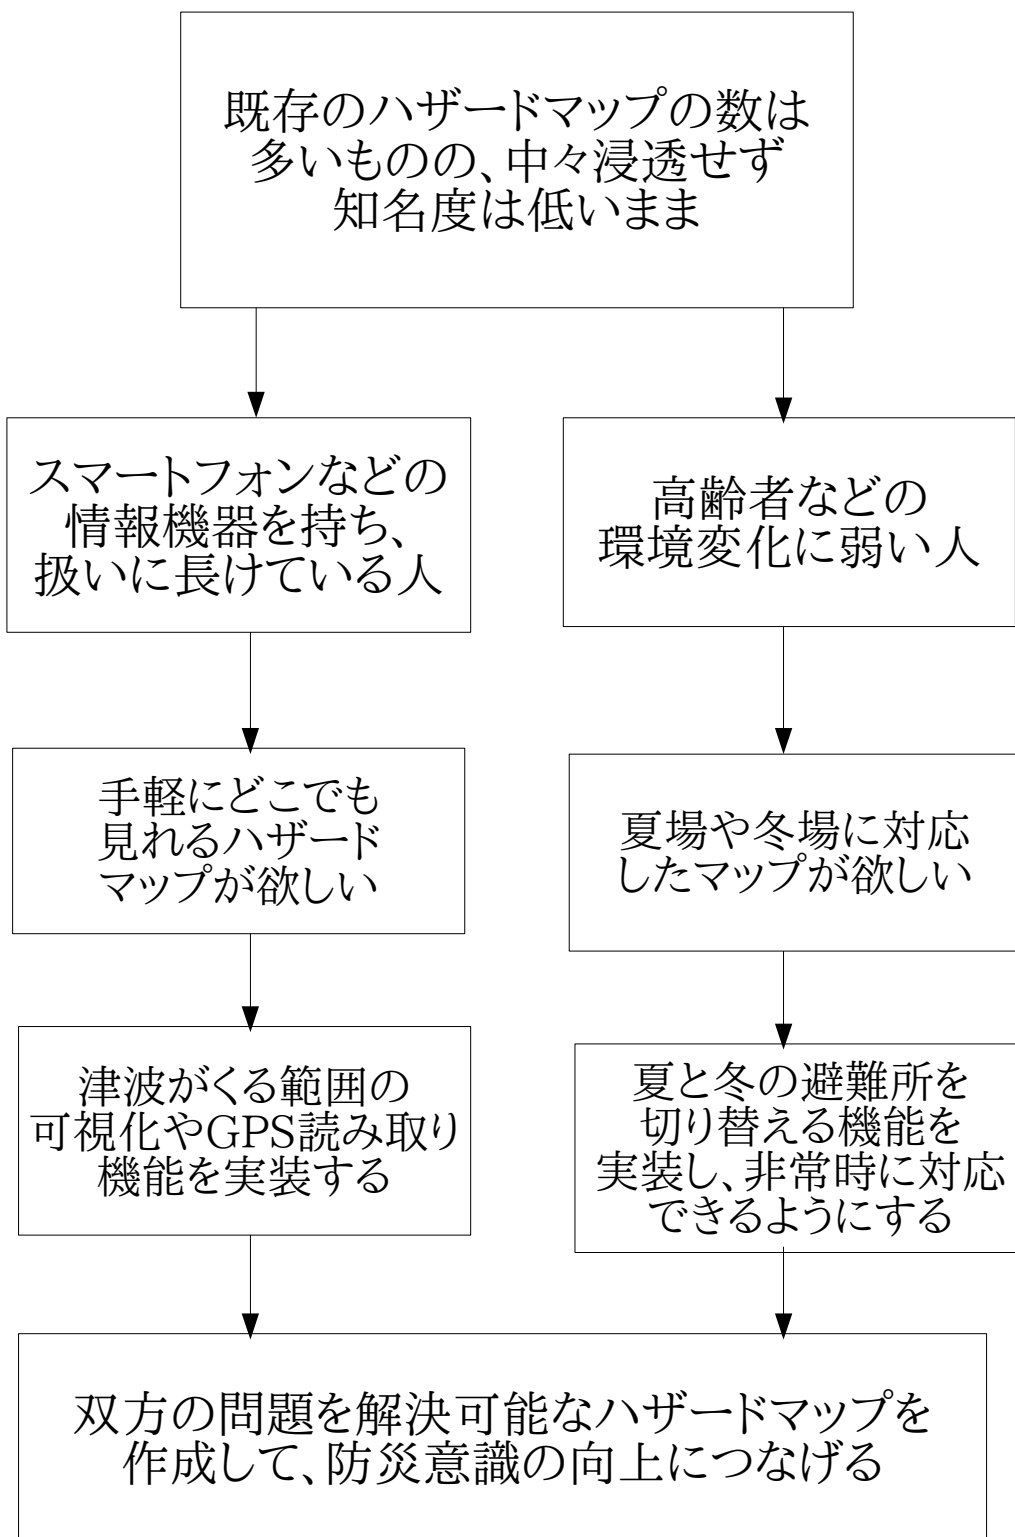 既存のハザードマップの数は
多いものの、中々浸透せず
知名度は低いまま
スマートフォンなどの
情報機器を持ち、
扱いに長けている人
高齢者などの
環境変化に弱い人
手軽にどこでも
見れるハザード
マップが欲しい
夏場や冬場に対応
したマップが欲しい
津波がくる範囲の
可視化やGPS読み取り
機能を実装する
夏と冬の避難所を
切り替える機能を
実装し、非常時に対応
できるようにする
双方の問題を解決可能なハザードマップを
作成して、防災意識の向上につなげる